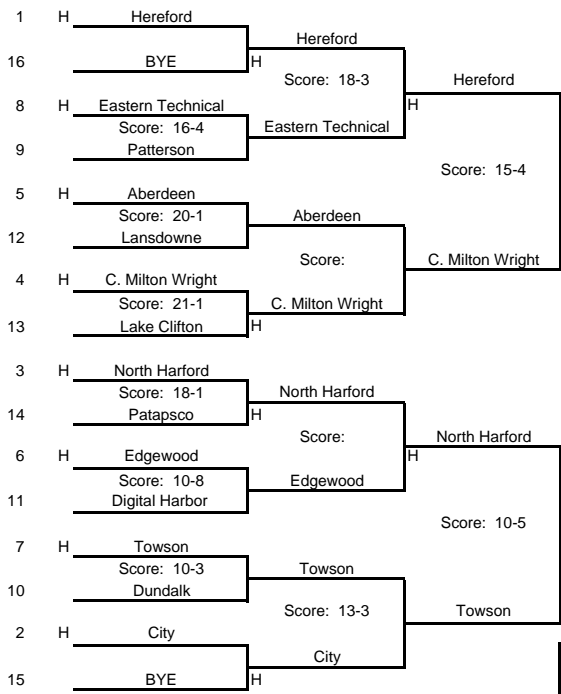 1 H Hereford
Hereford
16 BYE H
Score: 18-3 Hereford
8 H Eastern Technical H
Score: 16-4 Eastern Technical
9 Patterson
Score: 15-4
5 H Aberdeen
Score: 20-1 Aberdeen
12 Lansdowne
Score: C. Milton Wright
4 H C. Milton Wright
Score: 21-1 C. Milton Wright
13 Lake Clifton H
3 H North Harford
Score: 18-1 North Harford
14 Patapsco H
Score: North Harford
6 H Edgewood H
Score: 10-8 Edgewood
11 Digital Harbor
Score: 10-5
7 H Towson
Score: 10-3 Towson
10 Dundalk
Score: 13-3 Towson
2 H City
City
15 BYE H